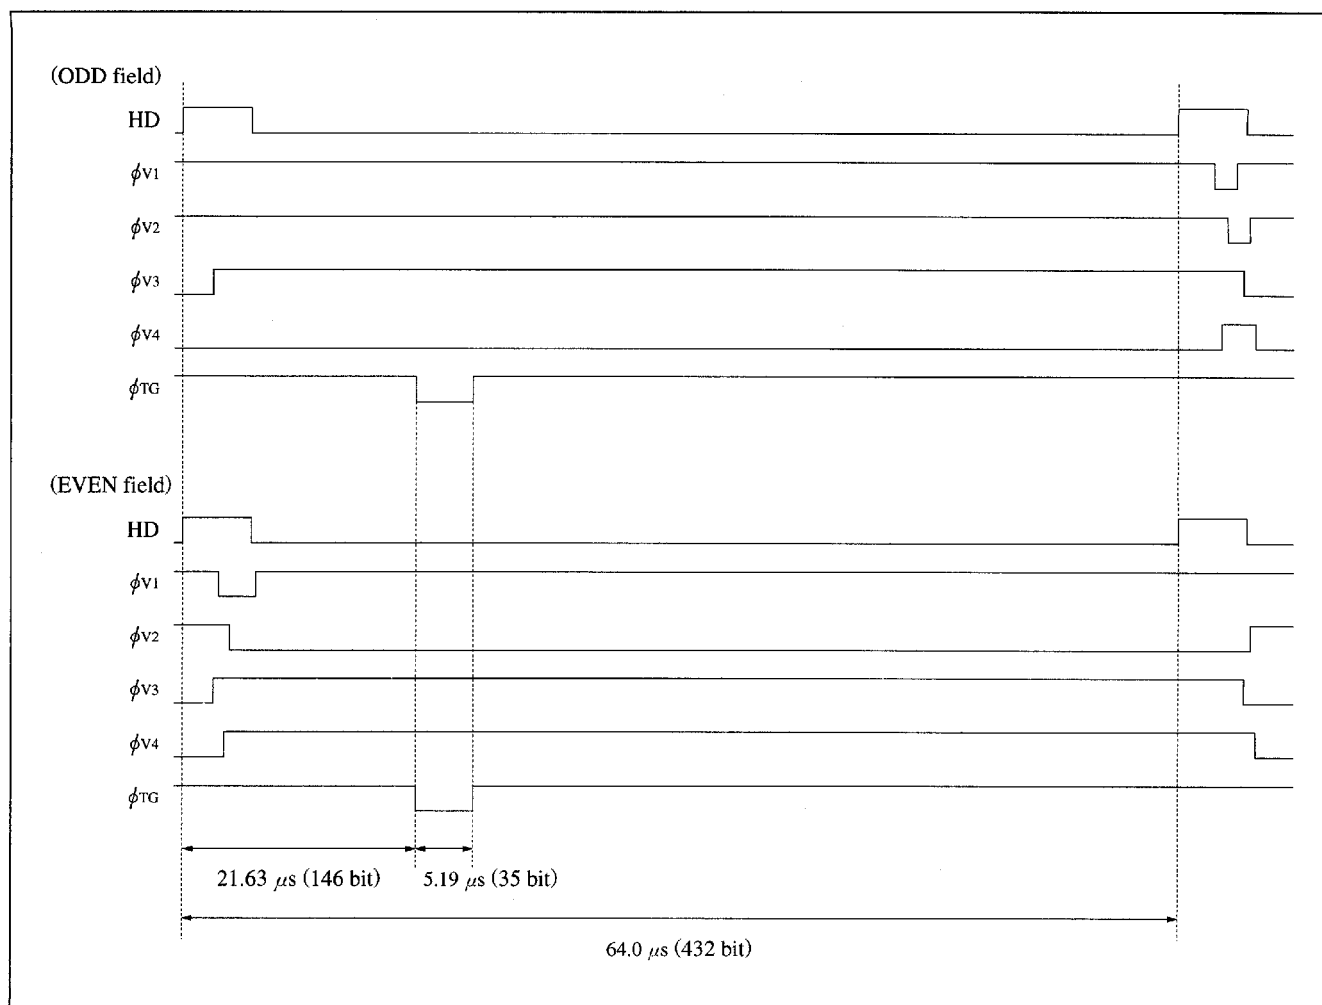 (ODD field)
HD
ϕV1
ϕV2
ϕV3
ϕV4
ϕTG
(EVEN field)
HD
ϕV1
ϕV2
ϕV3
ϕV4
ϕTG
21.63 μs (146 bit) 5.19 μs (35 bit)
64.0 μs (432 bit)